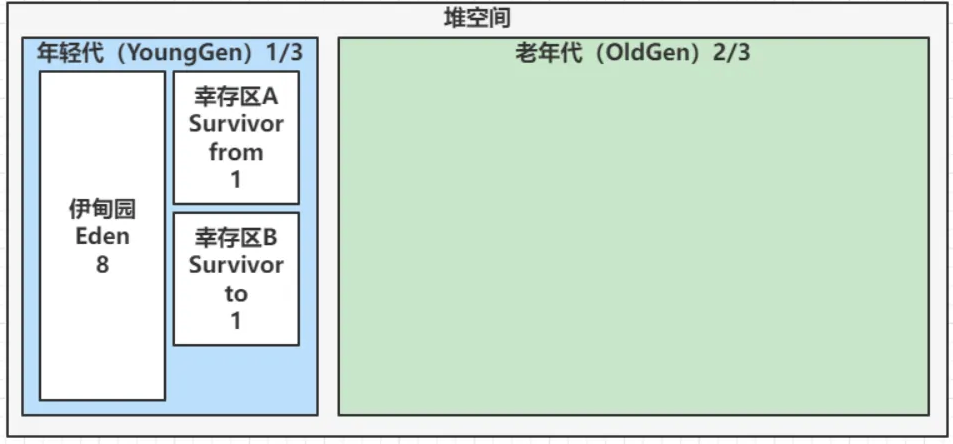 堆空间
年轻代（YoungGen）1/3
伊甸园
Eden
8
幸存区A
Survivor
from
1
幸存区B
Survivor
to
1
老年代（OldGen）2/3